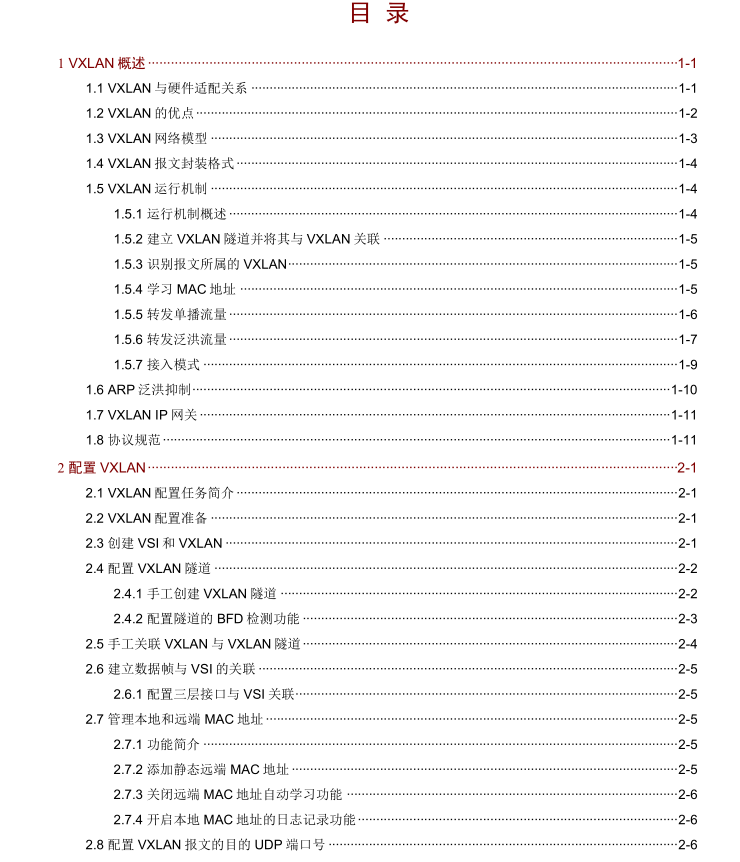 目 录
1 VXLAN 概述 1-1
1.1 VXLAN 与硬件适配关系 1-1
1.2 VXLAN 的优点 1-2
1.3 VXLAN 网络模型 1-3
1.4 VXLAN 报文封装格式 1-4
1.5 VXLAN 运行机制 1-4
1.5.1 运行机制概述 1-4
1.5.2 建立 VXLAN 隧道并将其与 VXLAN 关联 1-5
1.5.3 识别报文所属的 VXLAN 1-5
1.5.4 学习 MAC 地址 1-5
1.5.5 转发单播流量 1-6
1.5.6 转发泛洪流量 1-7
1.5.7 接入模式 1-9
1.6 ARP 泛洪抑制 1-10
1.7 VXLAN IP 网关 1-11
1.8 协议规范 1-11
2 配置 VXLAN 2-1
2.1 VXLAN 配置任务简介 2-1
2.2 VXLAN 配置准备 2-1
2.3 创建 VSI 和 VXLAN 2-1
2.4 配置 VXLAN 隧道 2-2
2.4.1 手工创建 VXLAN 隧道 2-2
2.4.2 配置隧道的 BFD 检测功能 2-3
2.5 手工关联 VXLAN 与 VXLAN 隧道 2-4
2.6 建立数据帧与 VSI 的关联 2-5
2.6.1 配置三层接口与 VSI 关联 2-5
2.7 管理本地和远端 MAC 地址 2-5
2.7.1 功能简介 2-5
2.7.2 添加静态远端 MAC 地址 2-5
2.7.3 关闭远端 MAC 地址自动学习功能 2-6
2.7.4 开启本地 MAC 地址的日志记录功能 2-6
2.8 配置 VXLAN 报文的目的 UDP 端口号 2-6